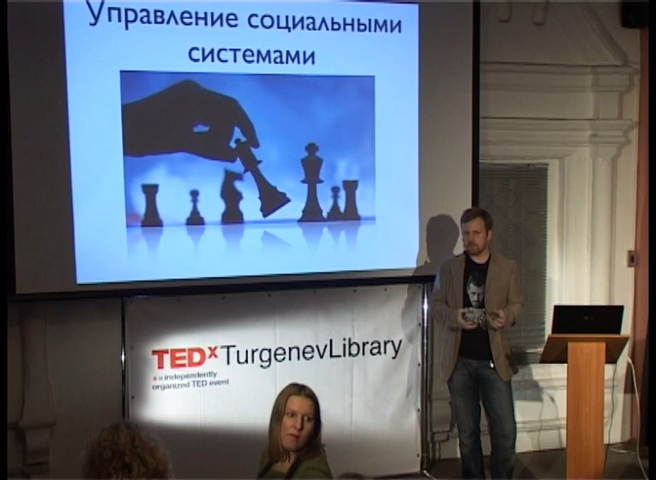 Управление социальными
системами
TEDxTurgenevLibrary
x = independently
organized TED event